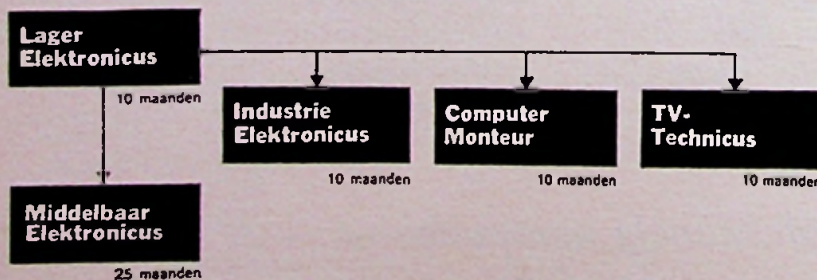 Lager
Elektronicus
10 maanden
Industrie
Elektronicus
10 maanden
Computer
Monteur
10 maanden
TV-
Technicus
10 maanden
Middelbaar
Elektronicus
25 maanden